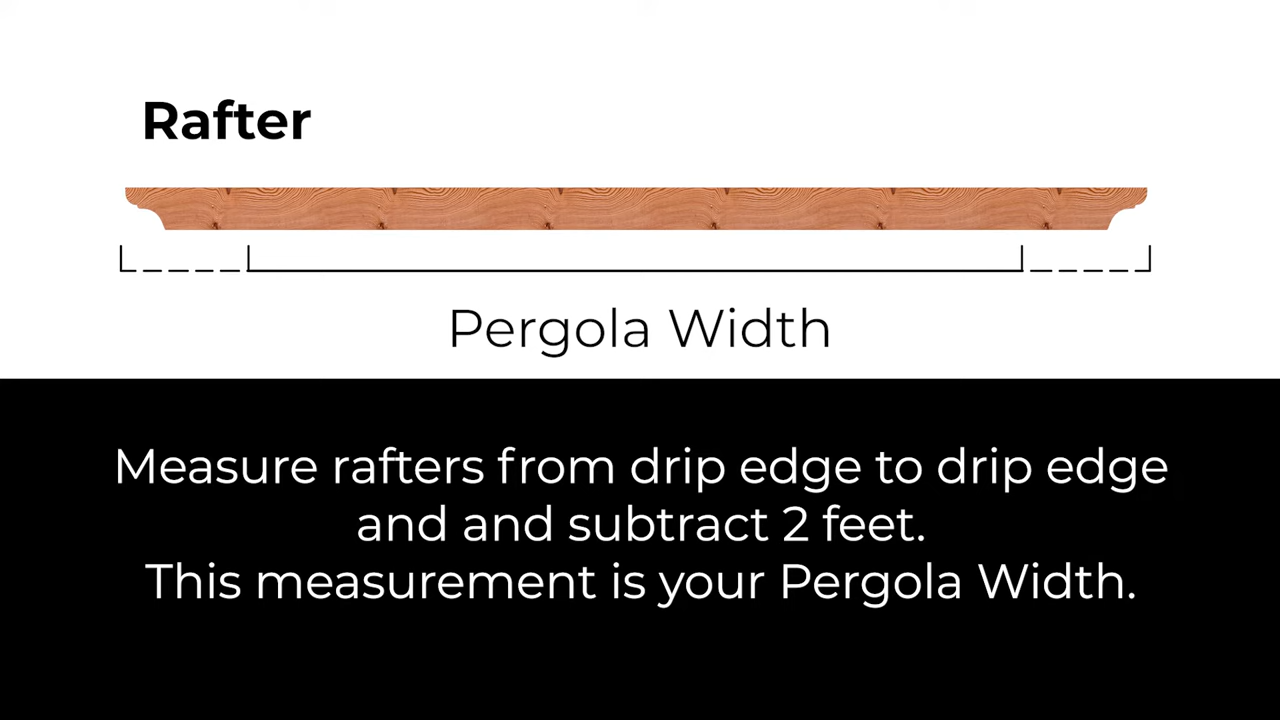 Rafter
Pergola Width
Measure rafters from drip edge to drip edge
and and subtract 2 feet.
This measurement is your Pergola Width.